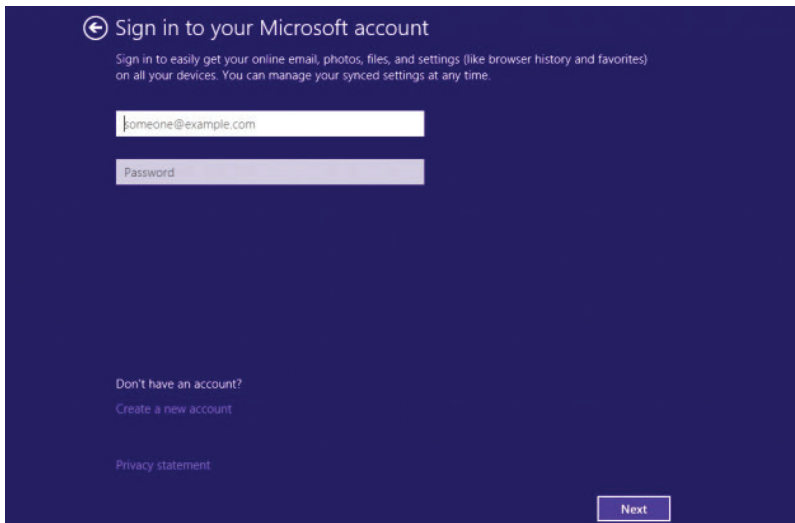 Sign in to your Microsoft account
Sign in to easily get your online email, photos, files, and settings (like browser history and favorites)
on all your devices. You can manage your synced settings at any time.
someone@example.com
Password
Don't have an account?
Create a new account
Privacy statement
Next